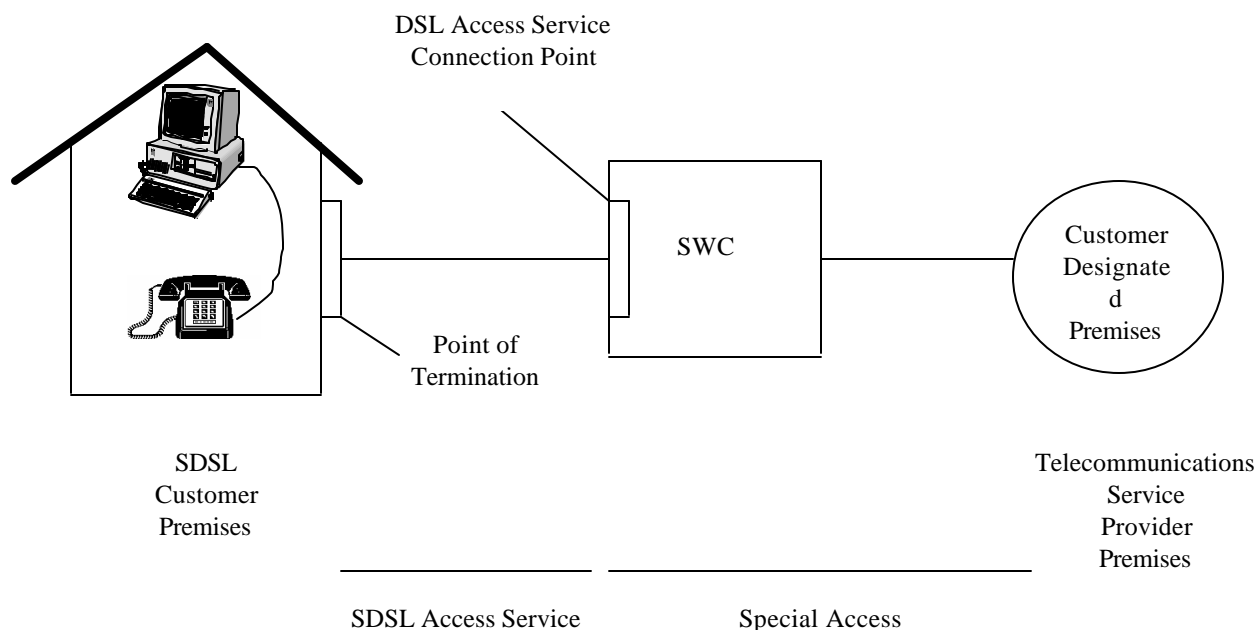 DSL Access Service
Connection Point
SWC
Customer
Designate
d
Premises
Point of
Termination
SDSL
Customer
Premises
Telecommunications
Service
Provider
Premises
SDSL Access Service
Special Access